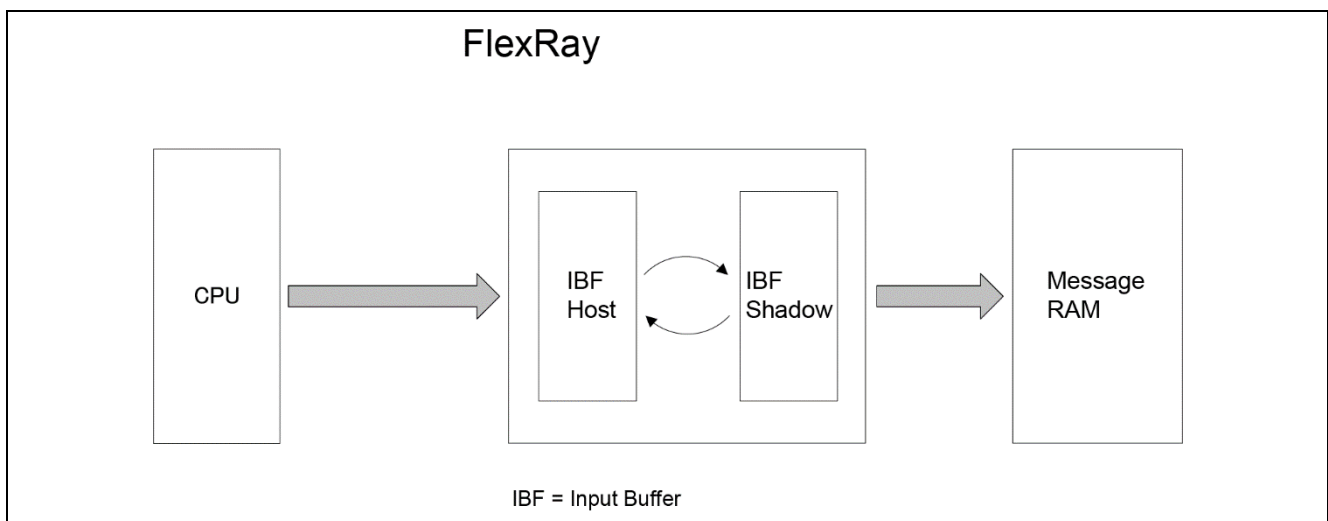 FlexRay
CPU
IBF
Host
IBF
Shadow
Message
RAM
IBF = Input Buffer